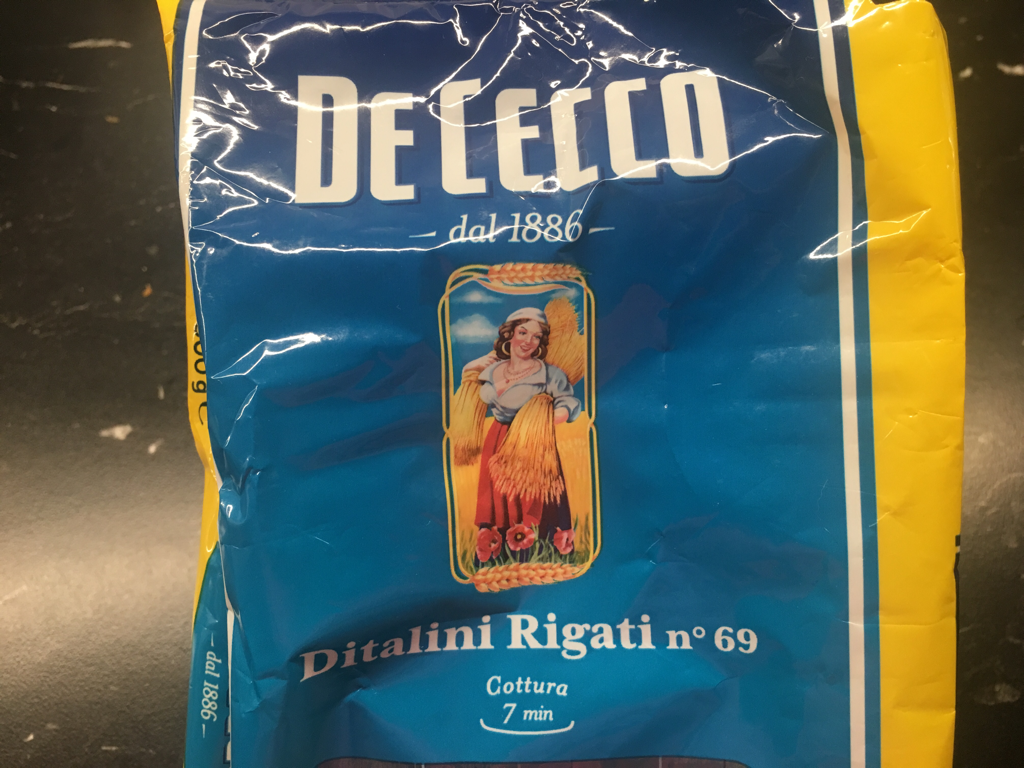 DE CECCO
– dal 1886 –
Ditalini Rigati n° 69
Cottura
7 min
– dal 1886 –